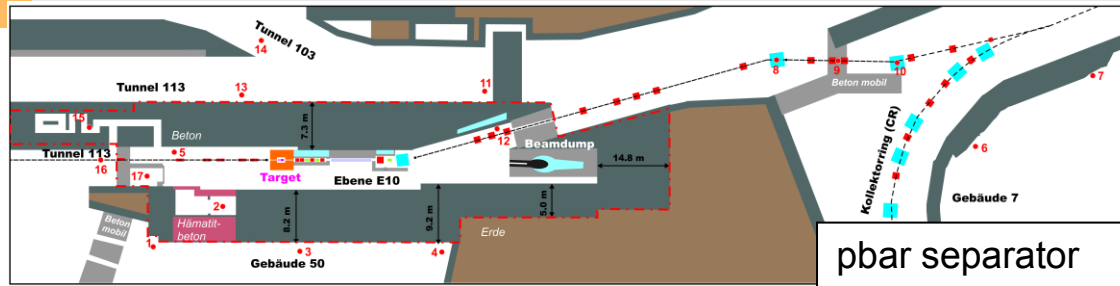 Tunnel 103
14
Tunnel 113
13
11
8
9
10
7
Beton mobil
15
Beton
7.3 m
12
Tunnel 113
5
Beamdump
6
16
Target
Ebene E10
14.8 m
Kollektorring (CR)
17
2
8.2 m
9.2 m
5.0 m
Gebäude 7
Beton
mobil
Hämatit-
beton
Erde
1
3
4
Gebäude 50
pbar separator